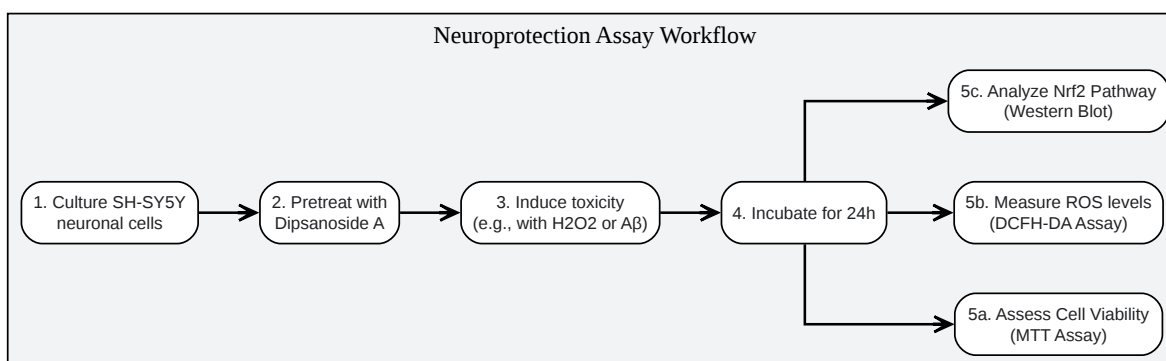 Neuroprotection Assay Workflow
5c. Analyze Nrf2 Pathway
(Western Blot)
1. Culture SH-SY5Y
neuronal cells
2. Pretreat with
Dipsanoside A
3. Induce toxicity
(e.g., with H2O2 or Aβ)
4. Incubate for 24h
5b. Measure ROS levels
(DCFH-DA Assay)
5a. Assess Cell Viability
(MTT Assay)